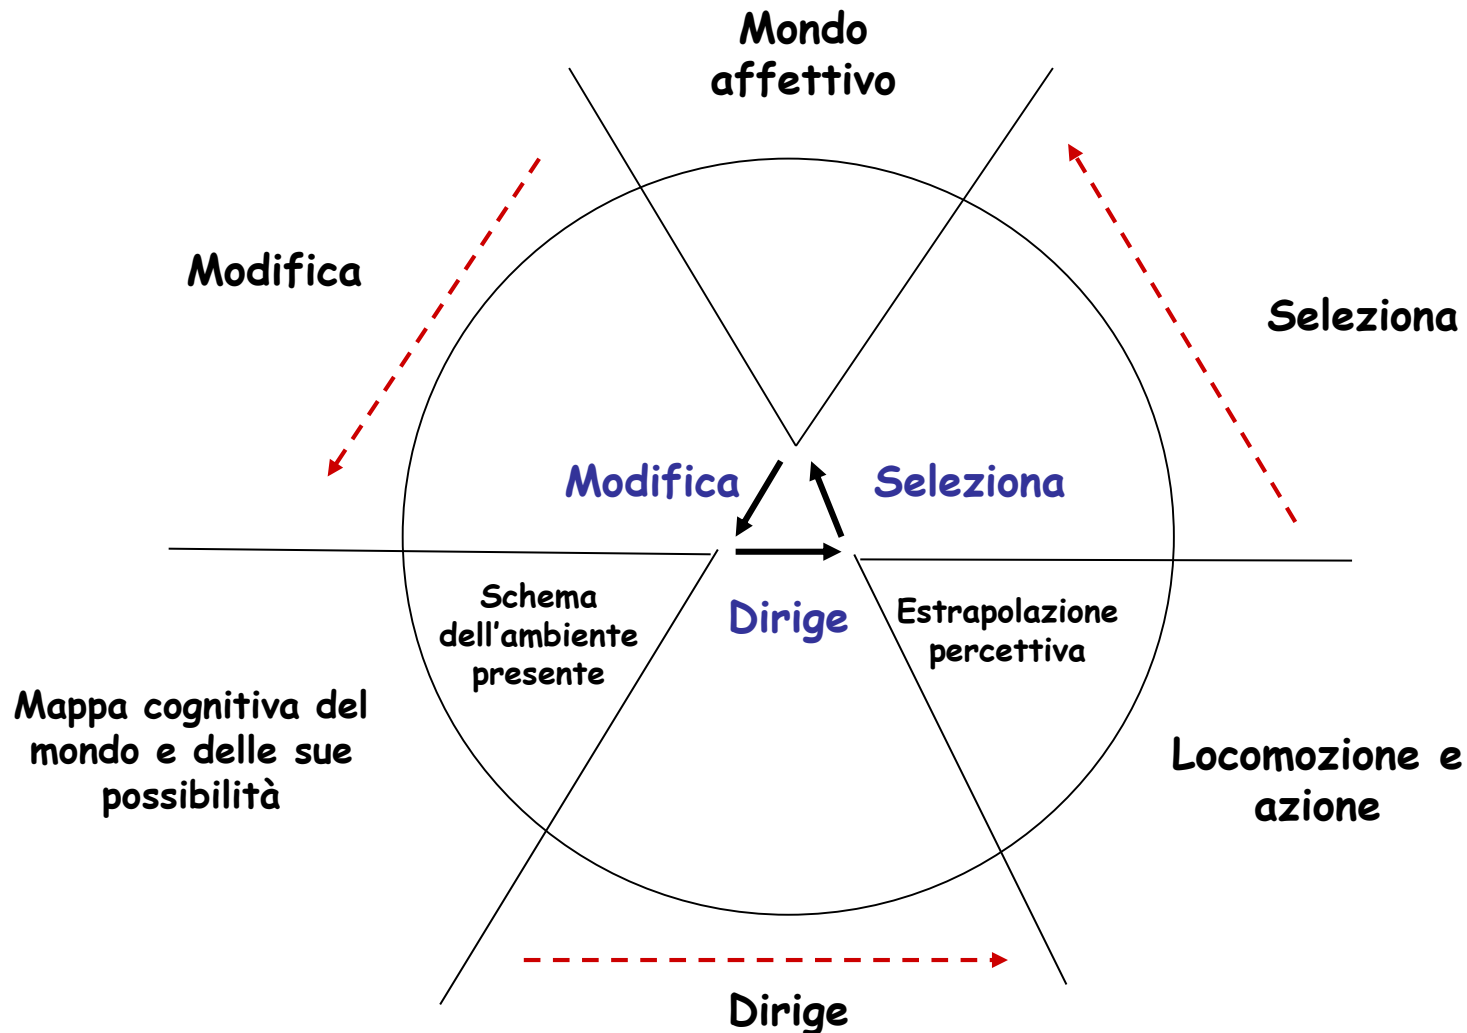 Mondo
affettivo
Modifica
Seleziona
Modifica
Seleziona
Schema
dell'ambiente
presente
Dirige
Estrapolazione
percettiva
Mappa cognitiva del
mondo e delle sue
possibilità
Locomozione e
azione
Dirige